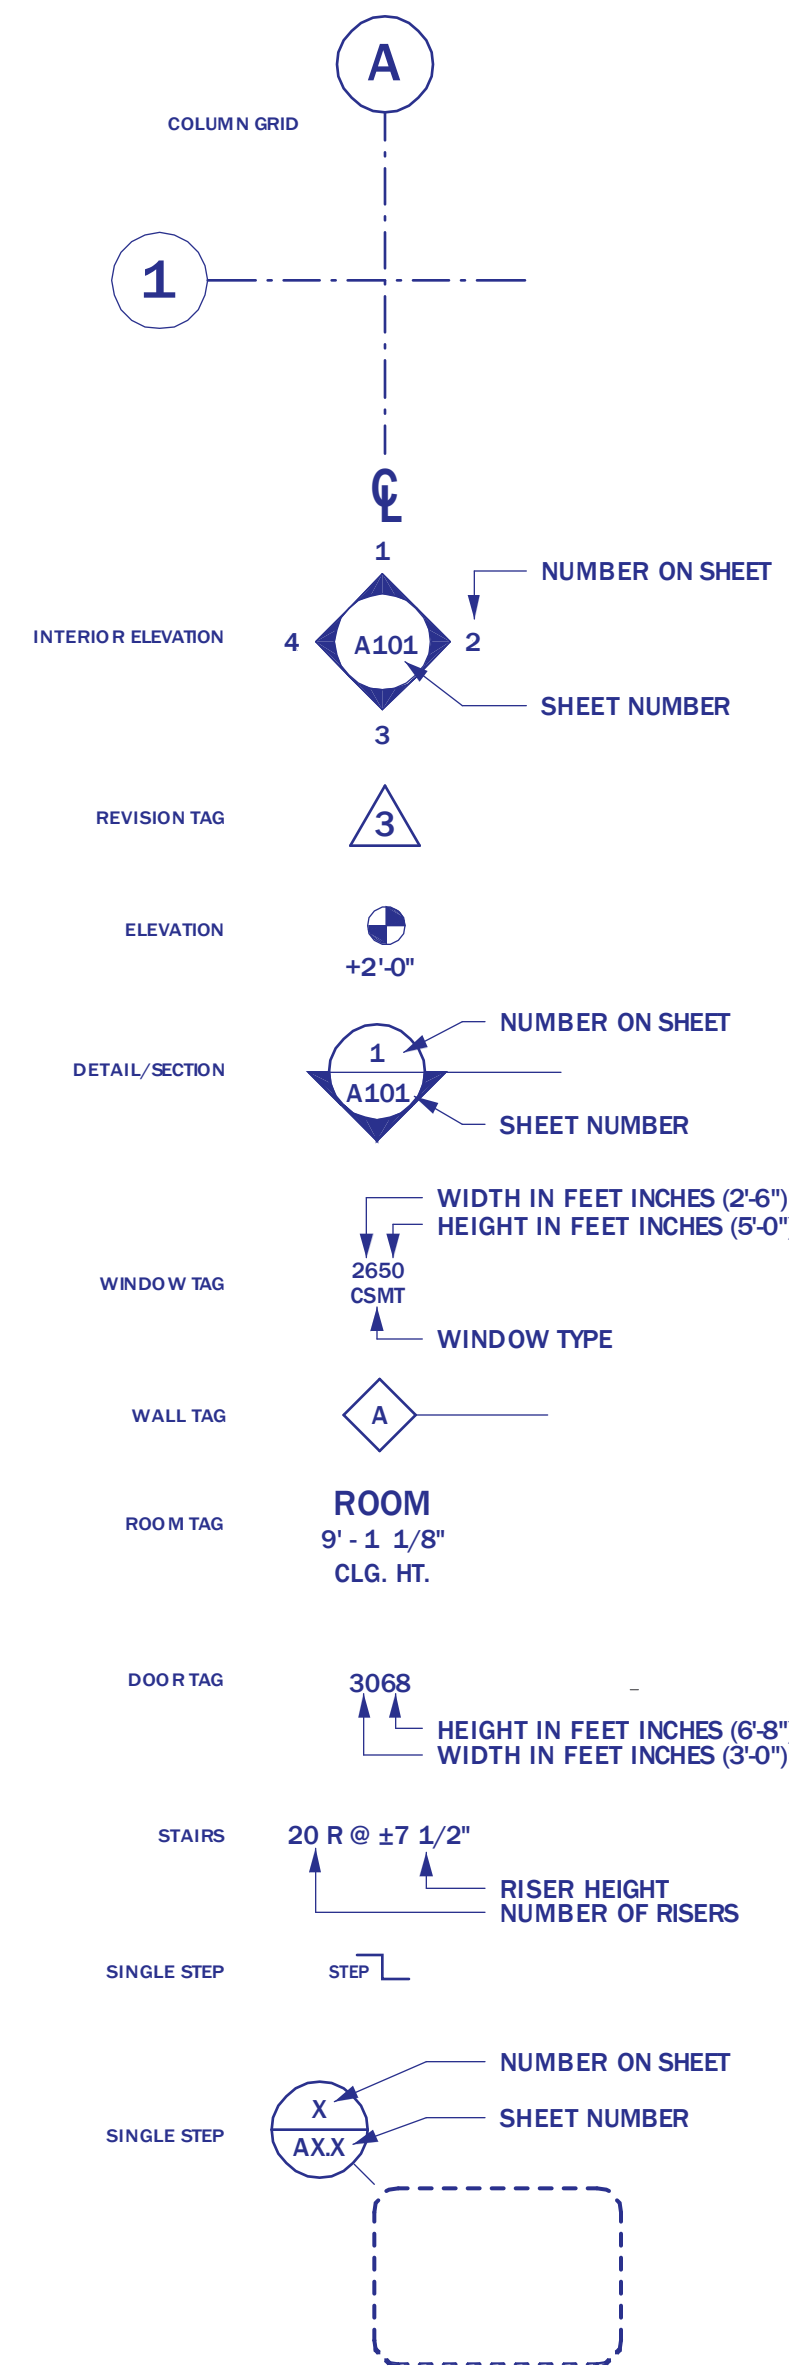 A
COLUMN GRID
1
℄
1
NUMBER ON SHEET
INTERIOR ELEVATION
4
A101
2
SHEET NUMBER
3
REVISION TAG
3
ELEVATION
+2'-0"
NUMBER ON SHEET
1
DETAIL/SECTION
A101
SHEET NUMBER
WIDTH IN FEET INCHES (2'-6")
HEIGHT IN FEET INCHES (5'-0")
2650
WINDOW TAG
CSMT
WINDOW TYPE
WALL TAG
A
ROOM
ROOM TAG
9' - 1 1/8"
CLG. HT.
DOOR TAG
3068
HEIGHT IN FEET INCHES (6'-8")
WIDTH IN FEET INCHES (3'-0")
STAIRS
20 R @ ±7 1/2"
RISER HEIGHT
NUMBER OF RISERS
SINGLE STEP
STEP
NUMBER ON SHEET
X
SHEET NUMBER
SINGLE STEP
AX.X